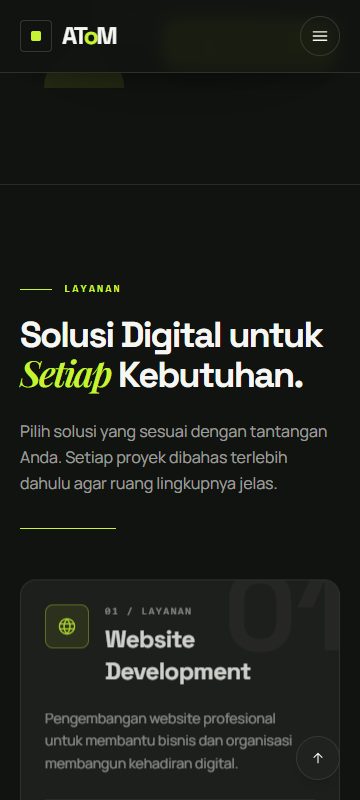 AToM
LAYANAN
Solusi Digital untuk
Setiap Kebutuhan.
Pilih solusi yang sesuai dengan tantangan
Anda. Setiap proyek dibahas terlebih
dahulu agar ruang lingkupnya jelas.
01
01 / LAYANAN
Website
Development
Pengembangan website profesional
untuk membantu bisnis dan organisasi
membangun kehadiran digital.